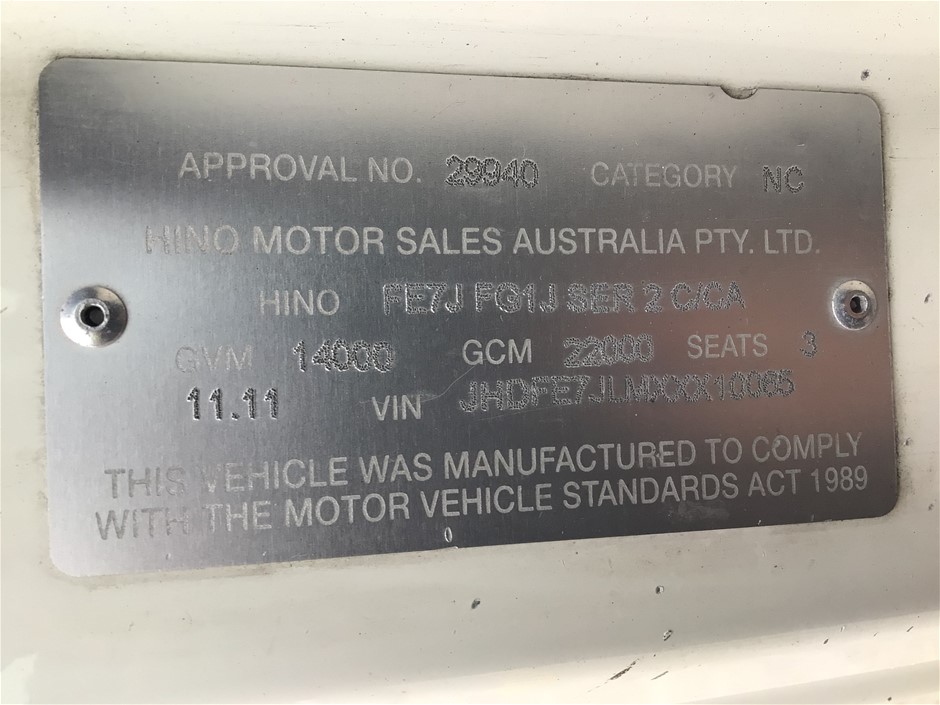 APPROVAL NO. 29940 CATEGORY NC
HINO MOTOR SALES AUSTRALIA PTY. LTD.
HINO FE7J FG1J SER 2 C/CA
GVM 14000 GCM 22000 SEATS 3
11.11 VIN JHDFE7JLMXXX10065
THIS VEHICLE WAS MANUFACTURED TO COMPLY
WITH THE MOTOR VEHICLE STANDARDS ACT 1989